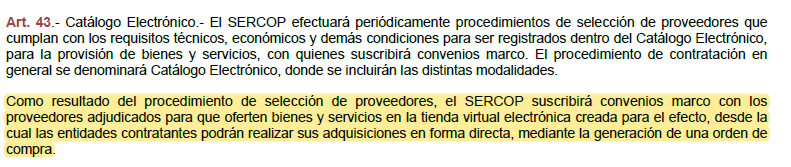 Art. 43.- Catálogo Electrónico.- El SERCOP efectuará periódicamente procedimientos de selección de proveedores que
cumplan con los requisitos técnicos, económicos y demás condiciones para ser registrados dentro del Catálogo Electrónico,
para la provisión de bienes y servicios, con quienes suscribirá convenios marco. El procedimiento de contratación en
general se denominará Catálogo Electrónico, donde se incluirán las distintas modalidades.
Como resultado del procedimiento de selección de proveedores, el SERCOP suscribirá convenios marco con los
proveedores adjudicados para que oferten bienes y servicios en la tienda virtual electrónica creada para el efecto, desde la
cual las entidades contratantes podrán realizar sus adquisiciones en forma directa, mediante la generación de una orden de
compra.